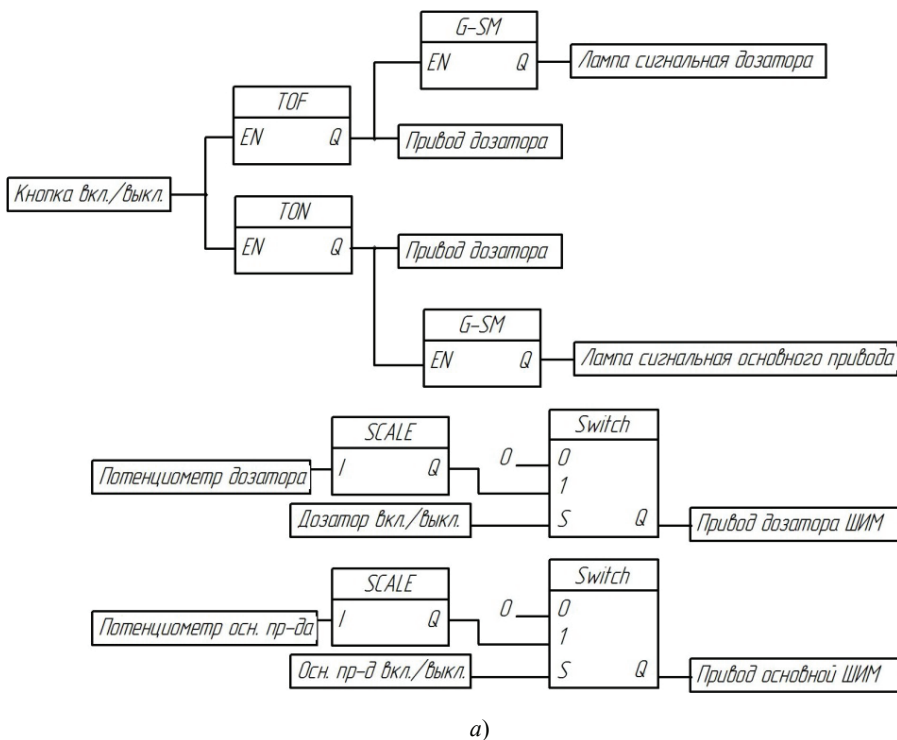 G-SM
EN Q
Лампа сигнальная дозатора
TOF
EN Q
Привод дозатора
Кнопка вкл./выкл.
TON
EN Q
Привод дозатора
G-SM
EN Q
Лампа сигнальная основного привода
SCALE
I Q
Потенциометр дозатора
Switch
0 0
1
S Q
Дозатор вкл./выкл.
Привод дозатора ШИМ
SCALE
I Q
Потенциометр осн. пр-да
Switch
0 0
1
S Q
Осн. пр-д вкл./выкл.
Привод основной ШИМ
а)